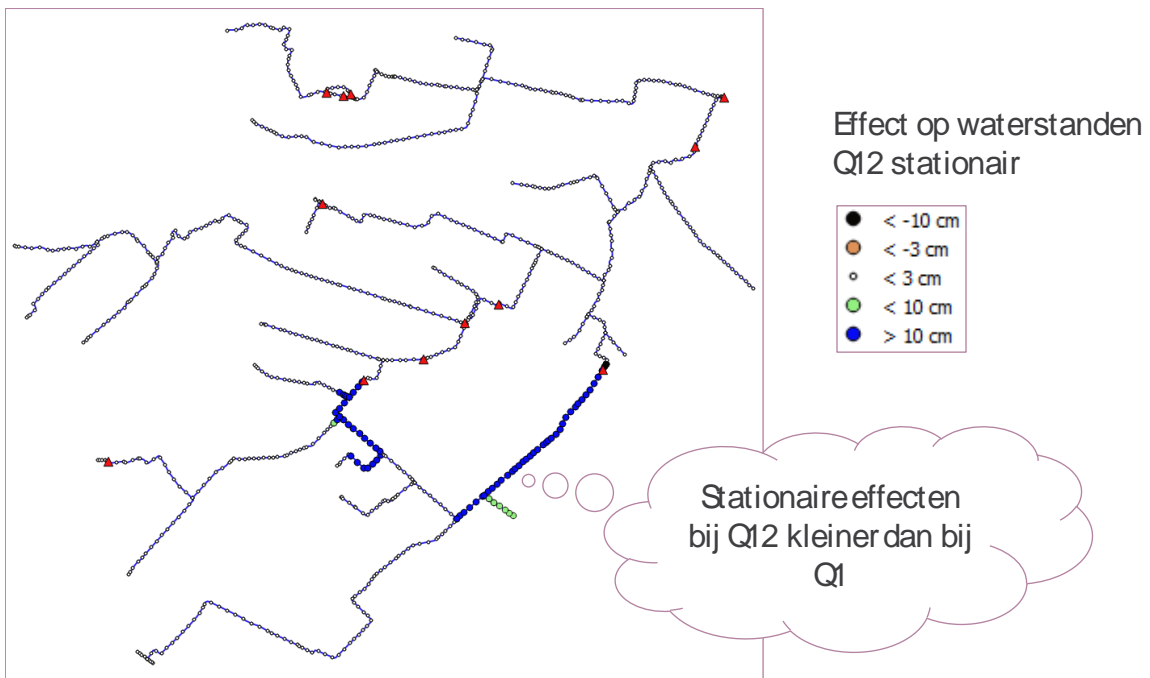 Effect op waterstanden
Q12 stationair
< -10 cm
< -3 cm
< 3 cm
< 10 cm
> 10 cm
Stationaire effecten
bij Q12 kleiner dan bij
Q1